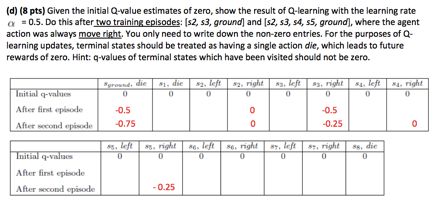 (d) (8 pts) Given the initial Q-value estimates of zero, show the result of Q-learning with the learning rate
α = 0.5. Do this after two training episodes: [s2, s3, ground] and [s2, s3, s4, s5, ground], where the agent
action was always move right. You only need to write down the non-zero entries. For the purposes of Q-
learning updates, terminal states should be treated as having a single action die, which leads to future
rewards of zero. Hint: q-values of terminal states which have been visited should not be zero.
s_ground, die s₁, die s₂, left s₂, right s₃, left s₃, right s₄, left s₄, right
Initial q-values 0 0 0 0 0 0 0 0
After first episode -0.5 0 -0.5
After second episode -0.75 0 -0.25 0
s₅, left s₅, right s₆, left s₆, right s₇, left s₇, right s₈, die
Initial q-values 0 0 0 0 0 0 0
After first episode
After second episode - 0.25